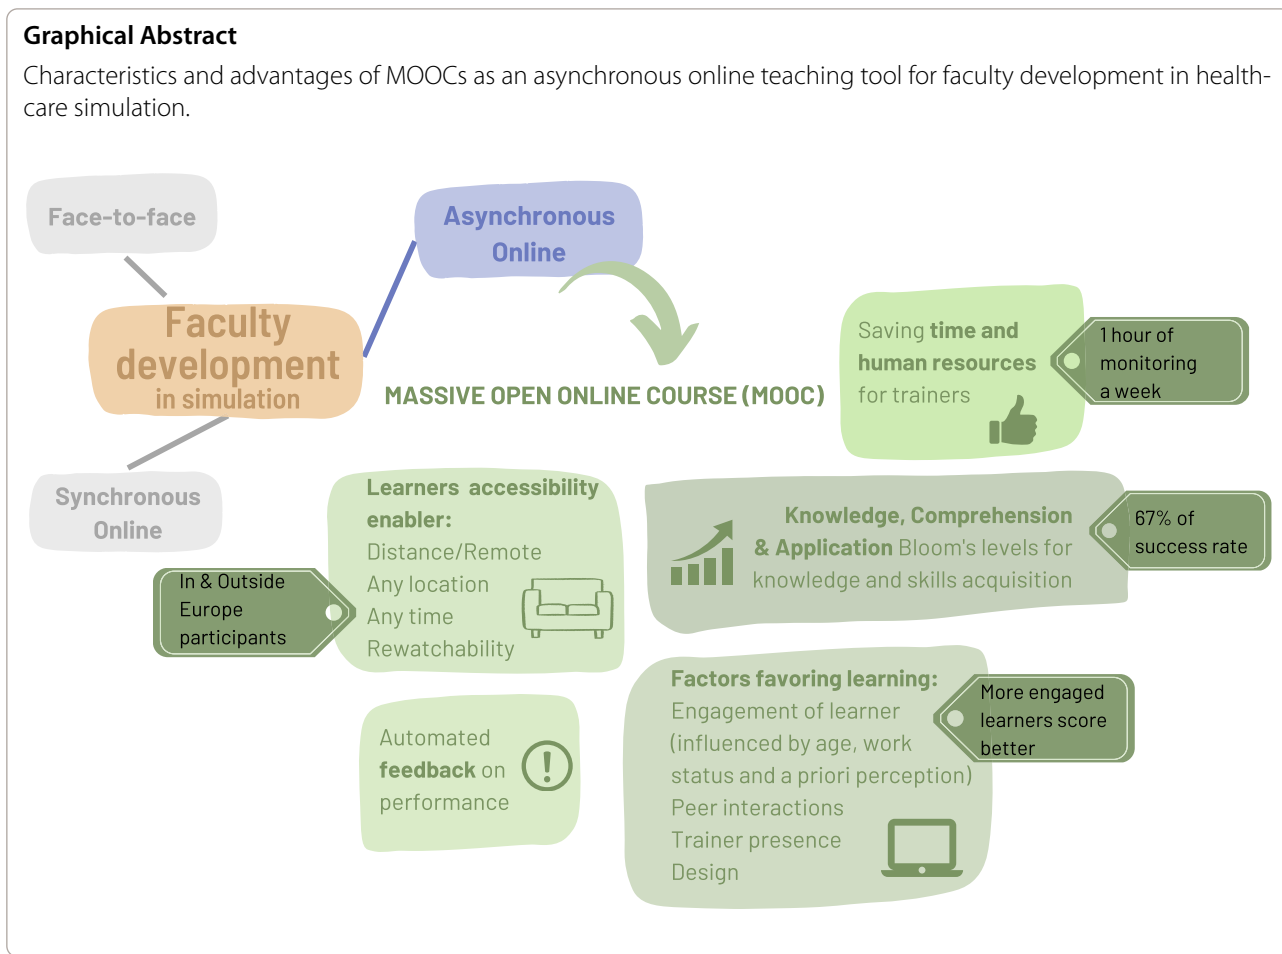 Graphical Abstract
Characteristics and advantages of MOOCs as an asynchronous online teaching tool for faculty development in health-
care simulation.
Face-to-face
Asynchronous
Online
Faculty
development
in simulation
Synchronous
Online
MASSIVE OPEN ONLINE COURSE (MOOC)
Saving time and
human resources
for trainers
1 hour of
monitoring
a week
Learners accessibility
enabler:
Distance/Remote
Any location
Any time
Rewatchability
In & Outside
Europe
participants
Knowledge, Comprehension
& Application Bloom's levels for
knowledge and skills acquisition
67% of
success rate
Automated
feedback on
performance
Factors favoring learning:
Engagement of learner
(influenced by age, work
status and a priori perception)
Peer interactions
Trainer presence
Design
More engaged
learners score
better